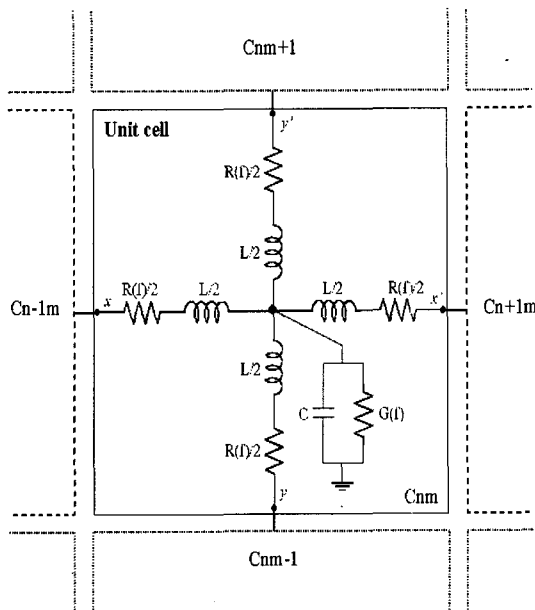 Cnm+1
Unit cell
y'
R(f)/2
L/2
x R(f)/2 L/2 L/2 R(f)/2 x'
Cn-1m
Cn+1m
L/2
C
G(f)
R(f)/2
y
Cnm
Cnm-1